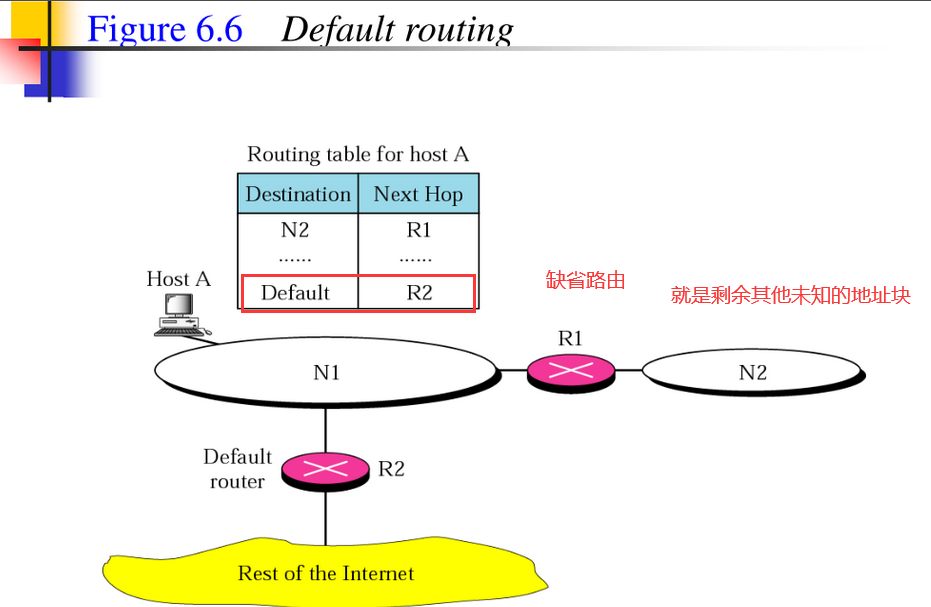 Figure 6.6 Default routing
Routing table for host A
Destination Next Hop
N2 R1
...... ......
Default R2
缺省路由
就是剩余其他未知的地址块
Host A
R1
N1
N2
Default
router
R2
Rest of the Internet